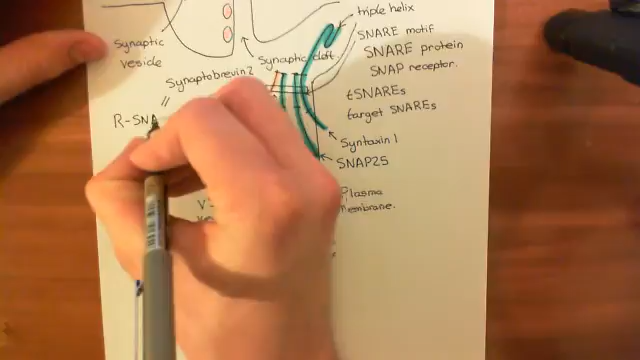 triple helix
SNARE motif
Synaptic
vesicle
Synaptic cleft
SNARE protein
SNAP receptor.
Synaptobrevin 2
tSNAREs
target SNAREs
R-SNA
Syntaxin 1
SNAP25
Plasma
membrane.